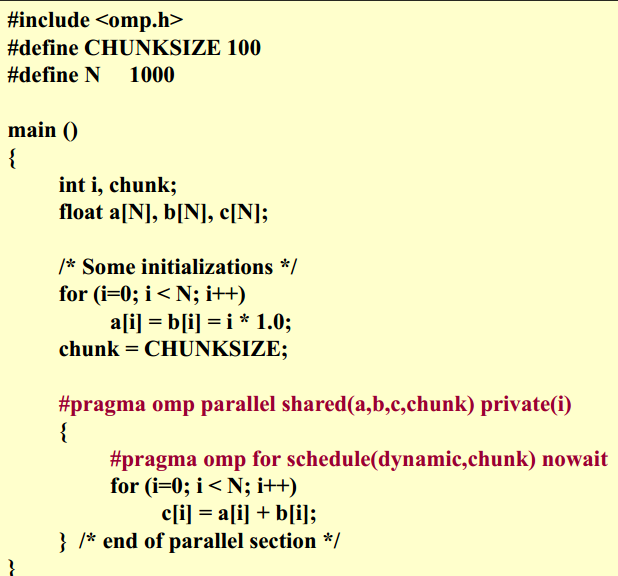 #include <omp.h>
#define CHUNKSIZE 100
#define N 1000
main ()
{
int i, chunk;
float a[N], b[N], c[N];
/* Some initializations */
for (i=0; i < N; i++)
a[i] = b[i] = i * 1.0;
chunk = CHUNKSIZE;
#pragma omp parallel shared(a,b,c,chunk) private(i)
{
#pragma omp for schedule(dynamic,chunk) nowait
for (i=0; i < N; i++)
c[i] = a[i] + b[i];
} /* end of parallel section */
}